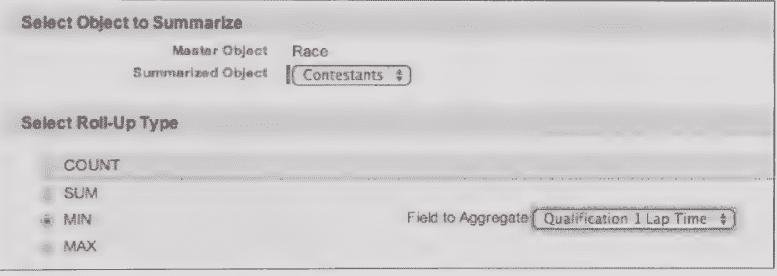 Select Object to Summarize
Master Object Race
Summarized Object Contestants
Select Roll-Up Type
COUNT
SUM
MIN Field to Aggregate Qualification 1 Lap Time
MAX